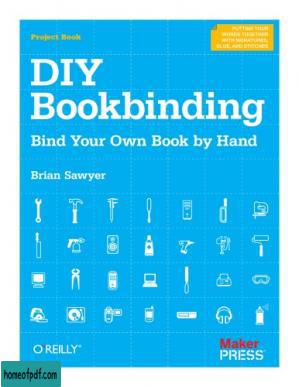 Project Book
PUTTING YOUR
WORDS TOGETHER
WITH SIGNATURES,
GLUE, AND STITCHES
DIY
Bookbinding
Bind Your Own Book by Hand
Brian Sawyer
O'REILLY®
Maker
PRESS
homeofpdf.com